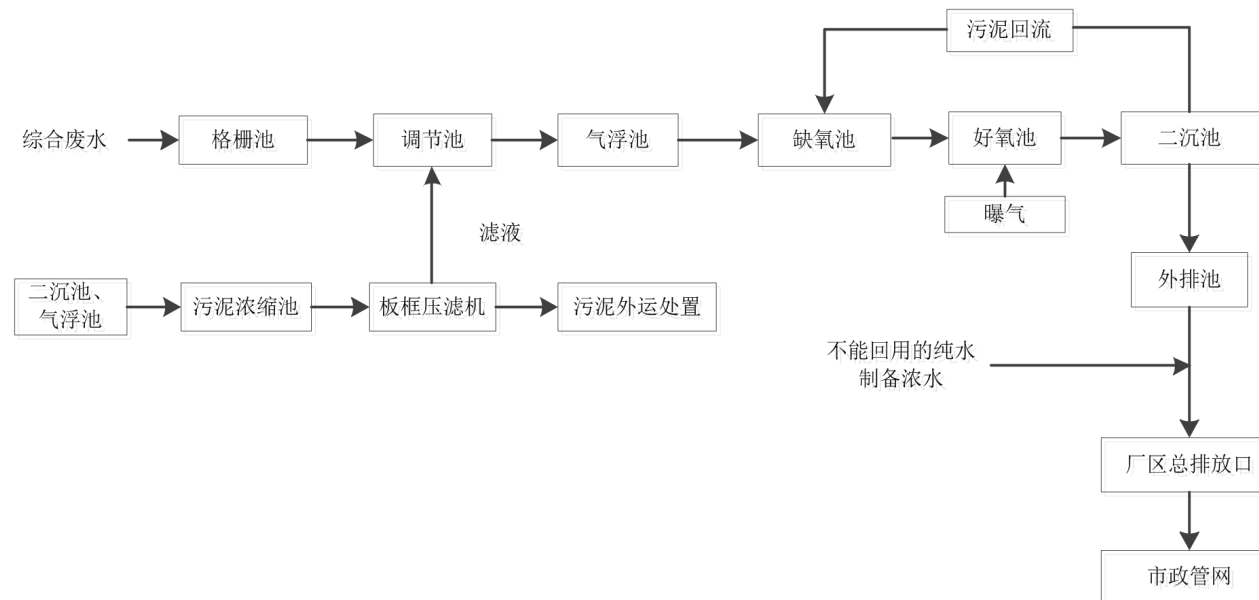 污泥回流
综合废水
格栅池
调节池
气浮池
缺氧池
好氧池
二沉池
曝气
滤液
外排池
二沉池、
气浮池
污泥浓缩池
板框压滤机
污泥外运处置
不能回用的纯水
制备浓水
厂区总排放口
市政管网